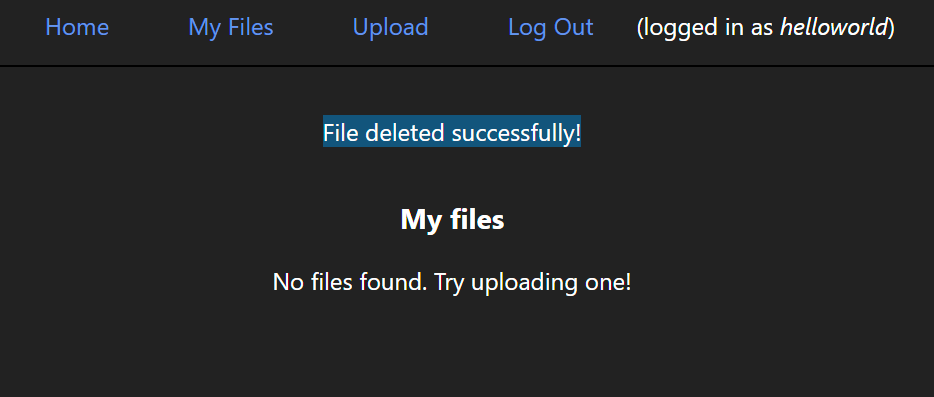 Home My Files Upload Log Out (logged in as helloworld)
File deleted successfully!
My files
No files found. Try uploading one!